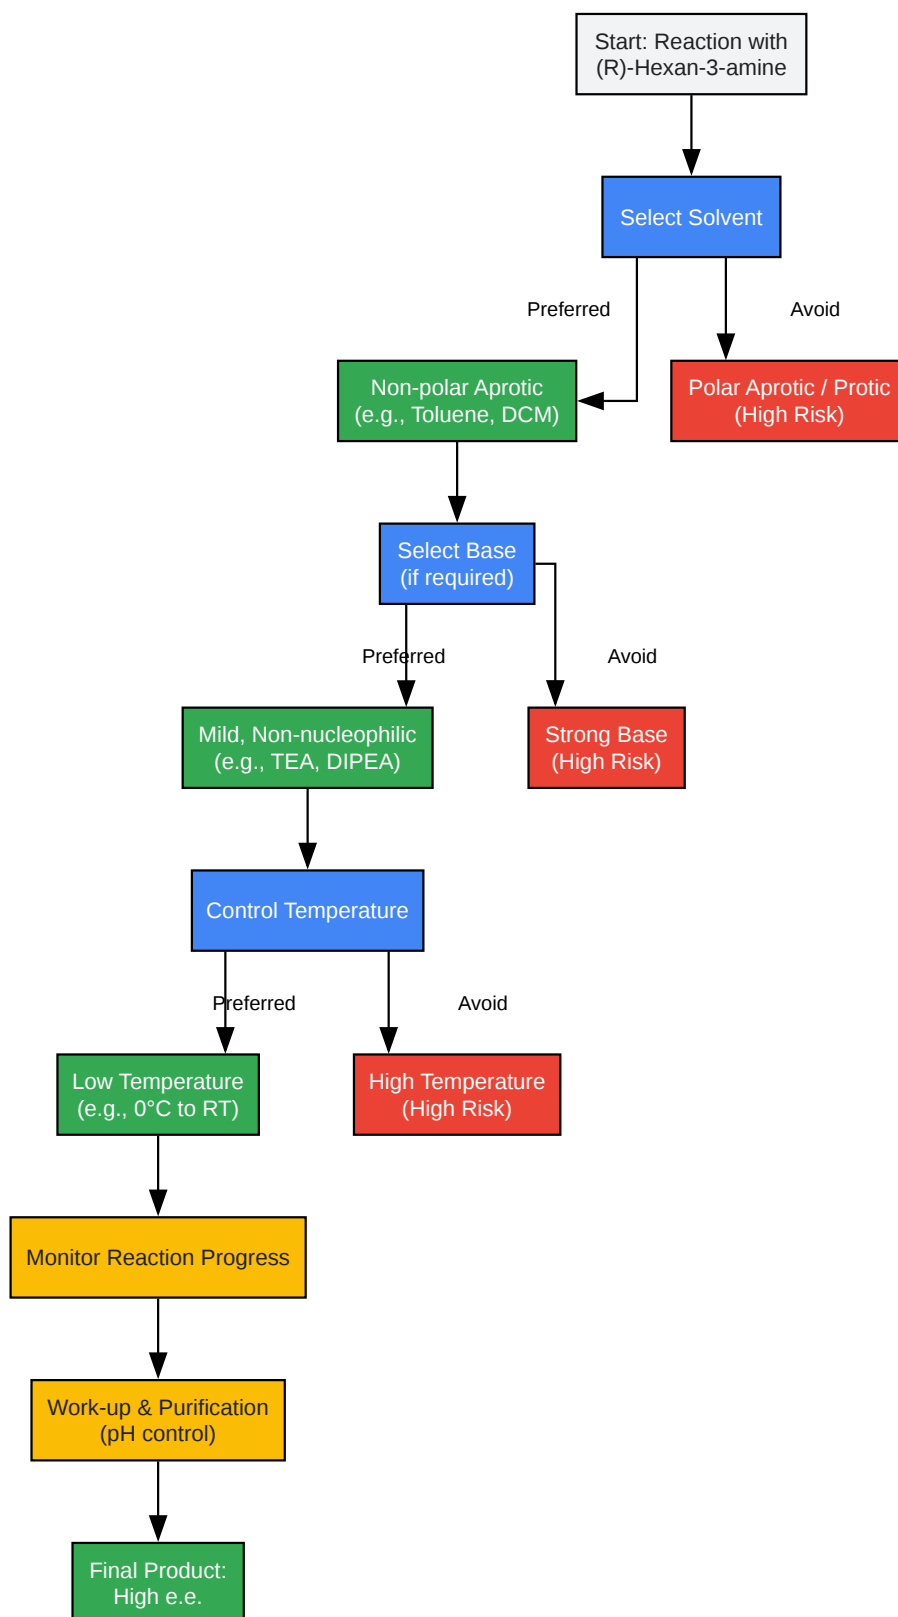 Start: Reaction with
(R)-Hexan-3-amine
Select Solvent
Preferred
Avoid
Non-polar Aprotic
(e.g., Toluene, DCM)
Polar Aprotic / Protic
(High Risk)
Select Base
(if required)
Preferred
Avoid
Mild, Non-nucleophilic
(e.g., TEA, DIPEA)
Strong Base
(High Risk)
Control Temperature
Preferred
Avoid
Low Temperature
(e.g., 0°C to RT)
High Temperature
(High Risk)
Monitor Reaction Progress
Work-up & Purification
(pH control)
Final Product:
High e.e.